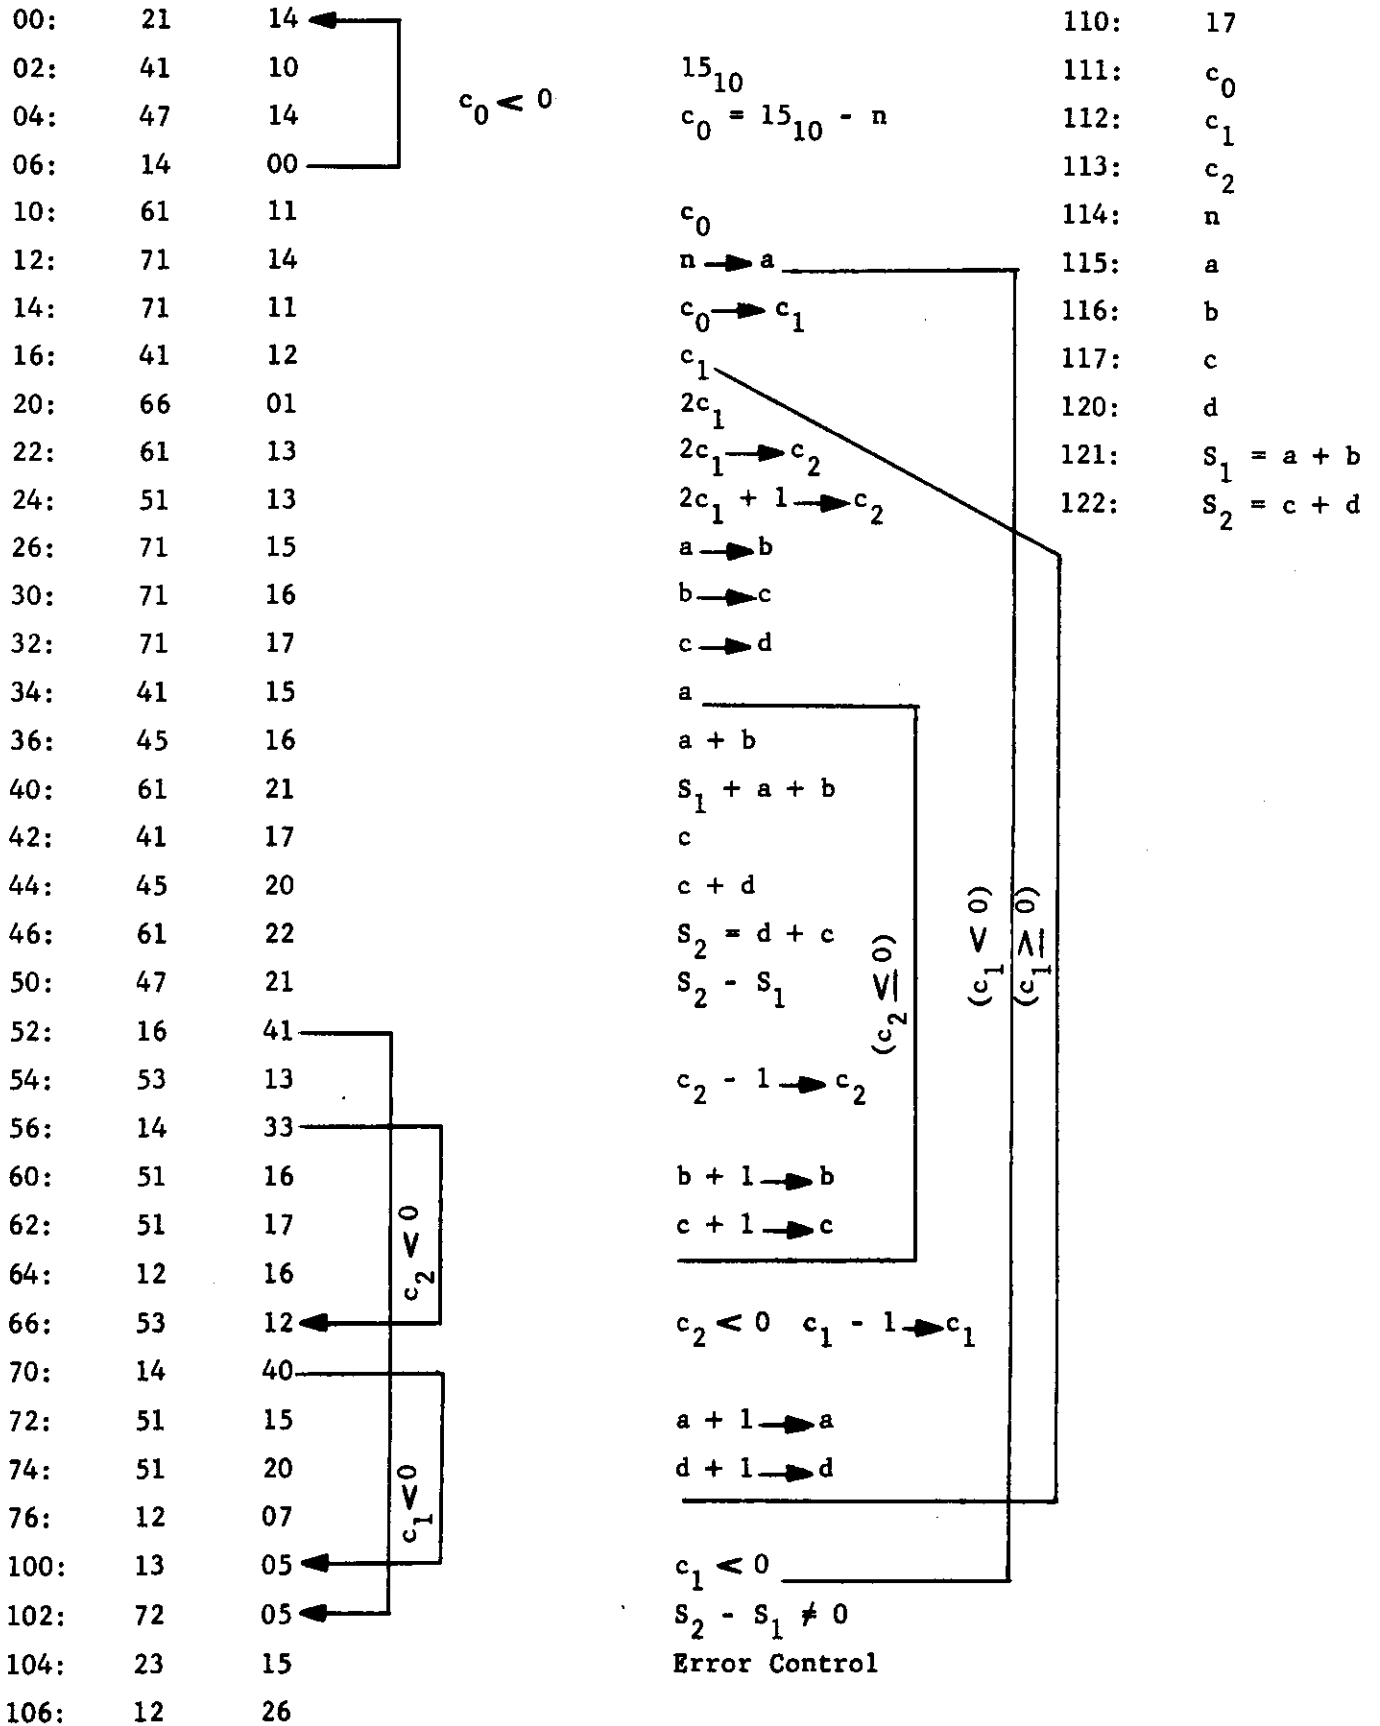 00: 21 14 110: 17
02: 41 10 15₁₀ 111: c₀
c₀ < 0
04: 47 14 c₀ = 15₁₀ - n 112: c₁
06: 14 00 113: c₂
10: 61 11 c₀ 114: n
12: 71 14 n → a 115: a
14: 71 11 c₀ → c₁ 116: b
16: 41 12 c₁ 117: c
20: 66 01 2c₁ 120: d
22: 61 13 2c₁ → c₂ 121: S₁ = a + b
24: 51 13 2c₁ + 1 → c₂ 122: S₂ = c + d
26: 71 15 a → b
30: 71 16 b → c
32: 71 17 c → d
34: 41 15 a
36: 45 16 a + b
40: 61 21 S₁ + a + b
42: 41 17 c
44: 45 20 c + d
46: 61 22 S₂ = d + c
50: 47 21 S₂ - S₁
(c₂ ≤ 0)
(c₁ < 0)
(c₁ ≥ 0)
52: 16 41
54: 53 13 c₂ - 1 → c₂
56: 14 33
60: 51 16 b + 1 → b
62: 51 17 c + 1 → c
c₂ < 0
64: 12 16
66: 53 12 c₂ < 0 c₁ - 1 → c₁
70: 14 40
72: 51 15 a + 1 → a
74: 51 20 d + 1 → d
c₁ < 0
76: 12 07
100: 13 05 c₁ < 0
102: 72 05 S₂ - S₁ ≠ 0
104: 23 15 Error Control
106: 12 26